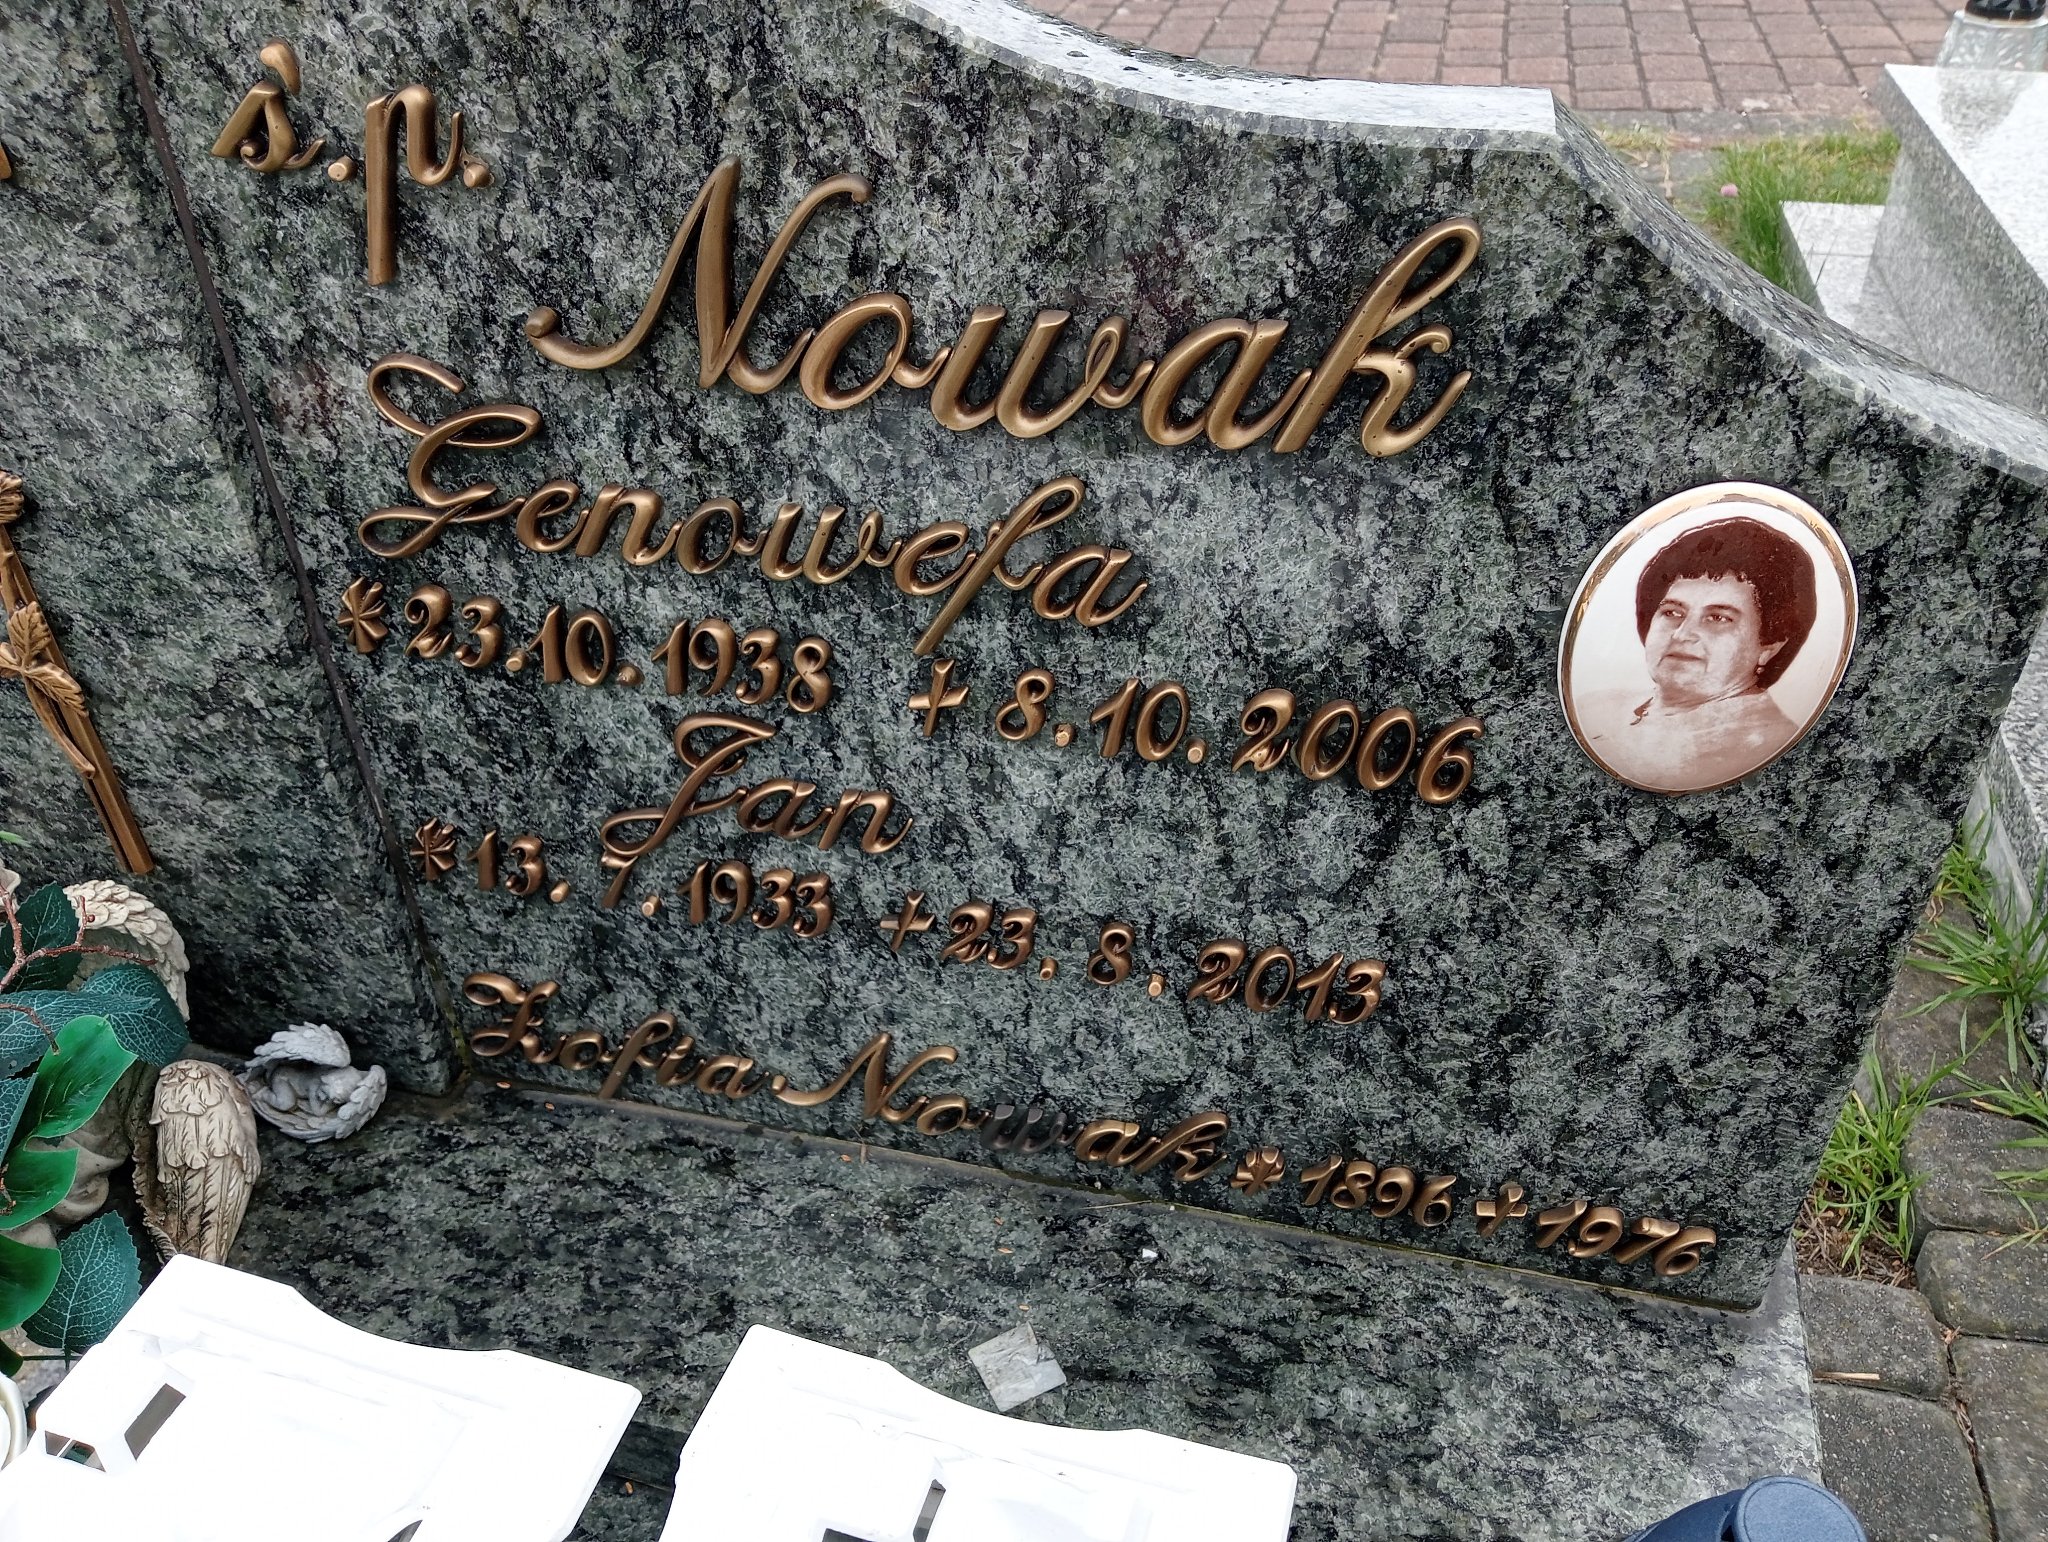 ś.p.
Nowak
Genowefa
* 23.10.1938 + 8.10.2006
Jan
* 13.7.1933 + 23.8.2013
Zofia Nowak * 1896 + 1976